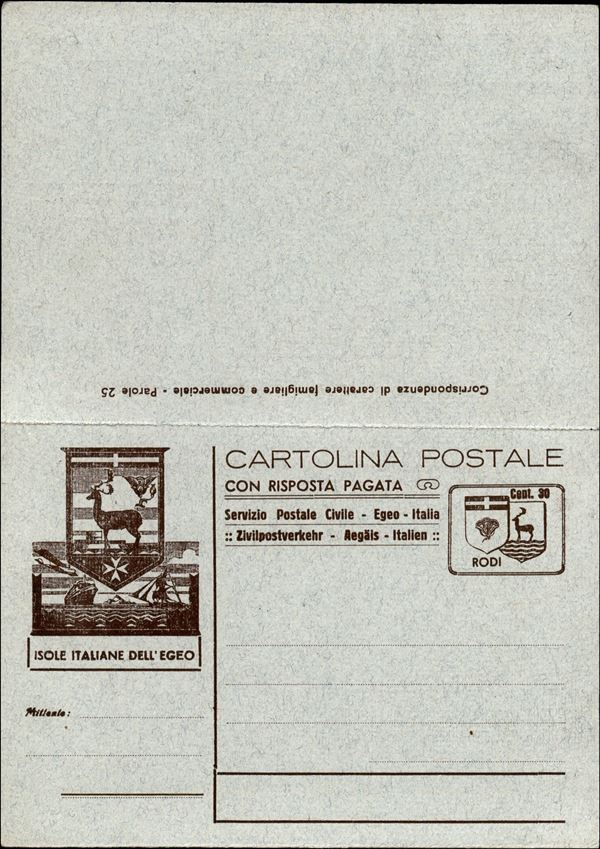 Corrispondenza di carattere famigliare e commerciale - Parole 25
CARTOLINA POSTALE
CON RISPOSTA PAGATA
Servizio Postale Civile - Egeo - Italia
:: Zivilpostverkehr - Aegäis - Italien ::
Cent. 30
RODI
ISOLE ITALIANE DELL'EGEO
Mittente: